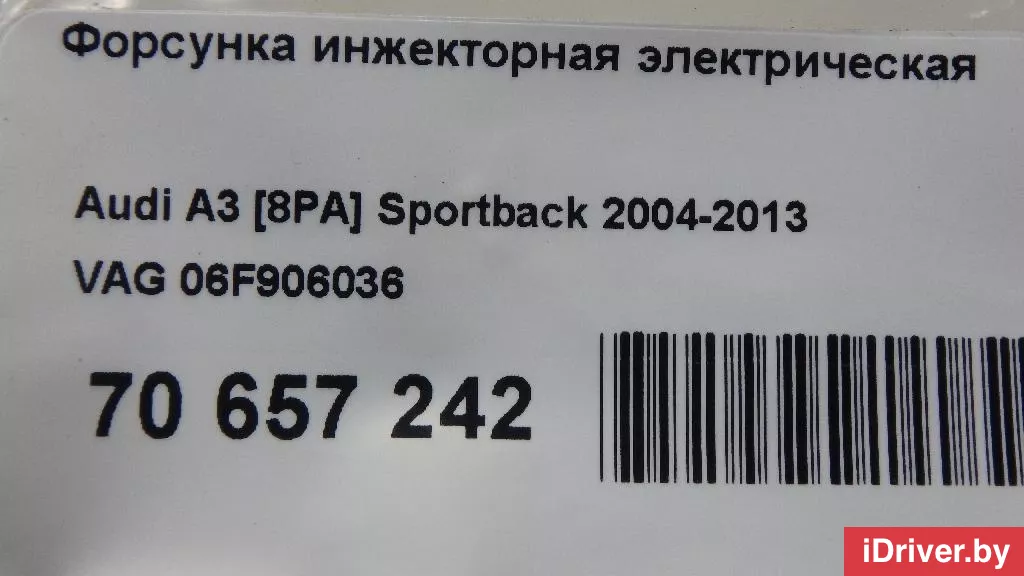 Форсунка инжекторная электрическая
Audi A3 [8PA] Sportback 2004-2013
VAG 06F906036
70 657 242
iDriver.by